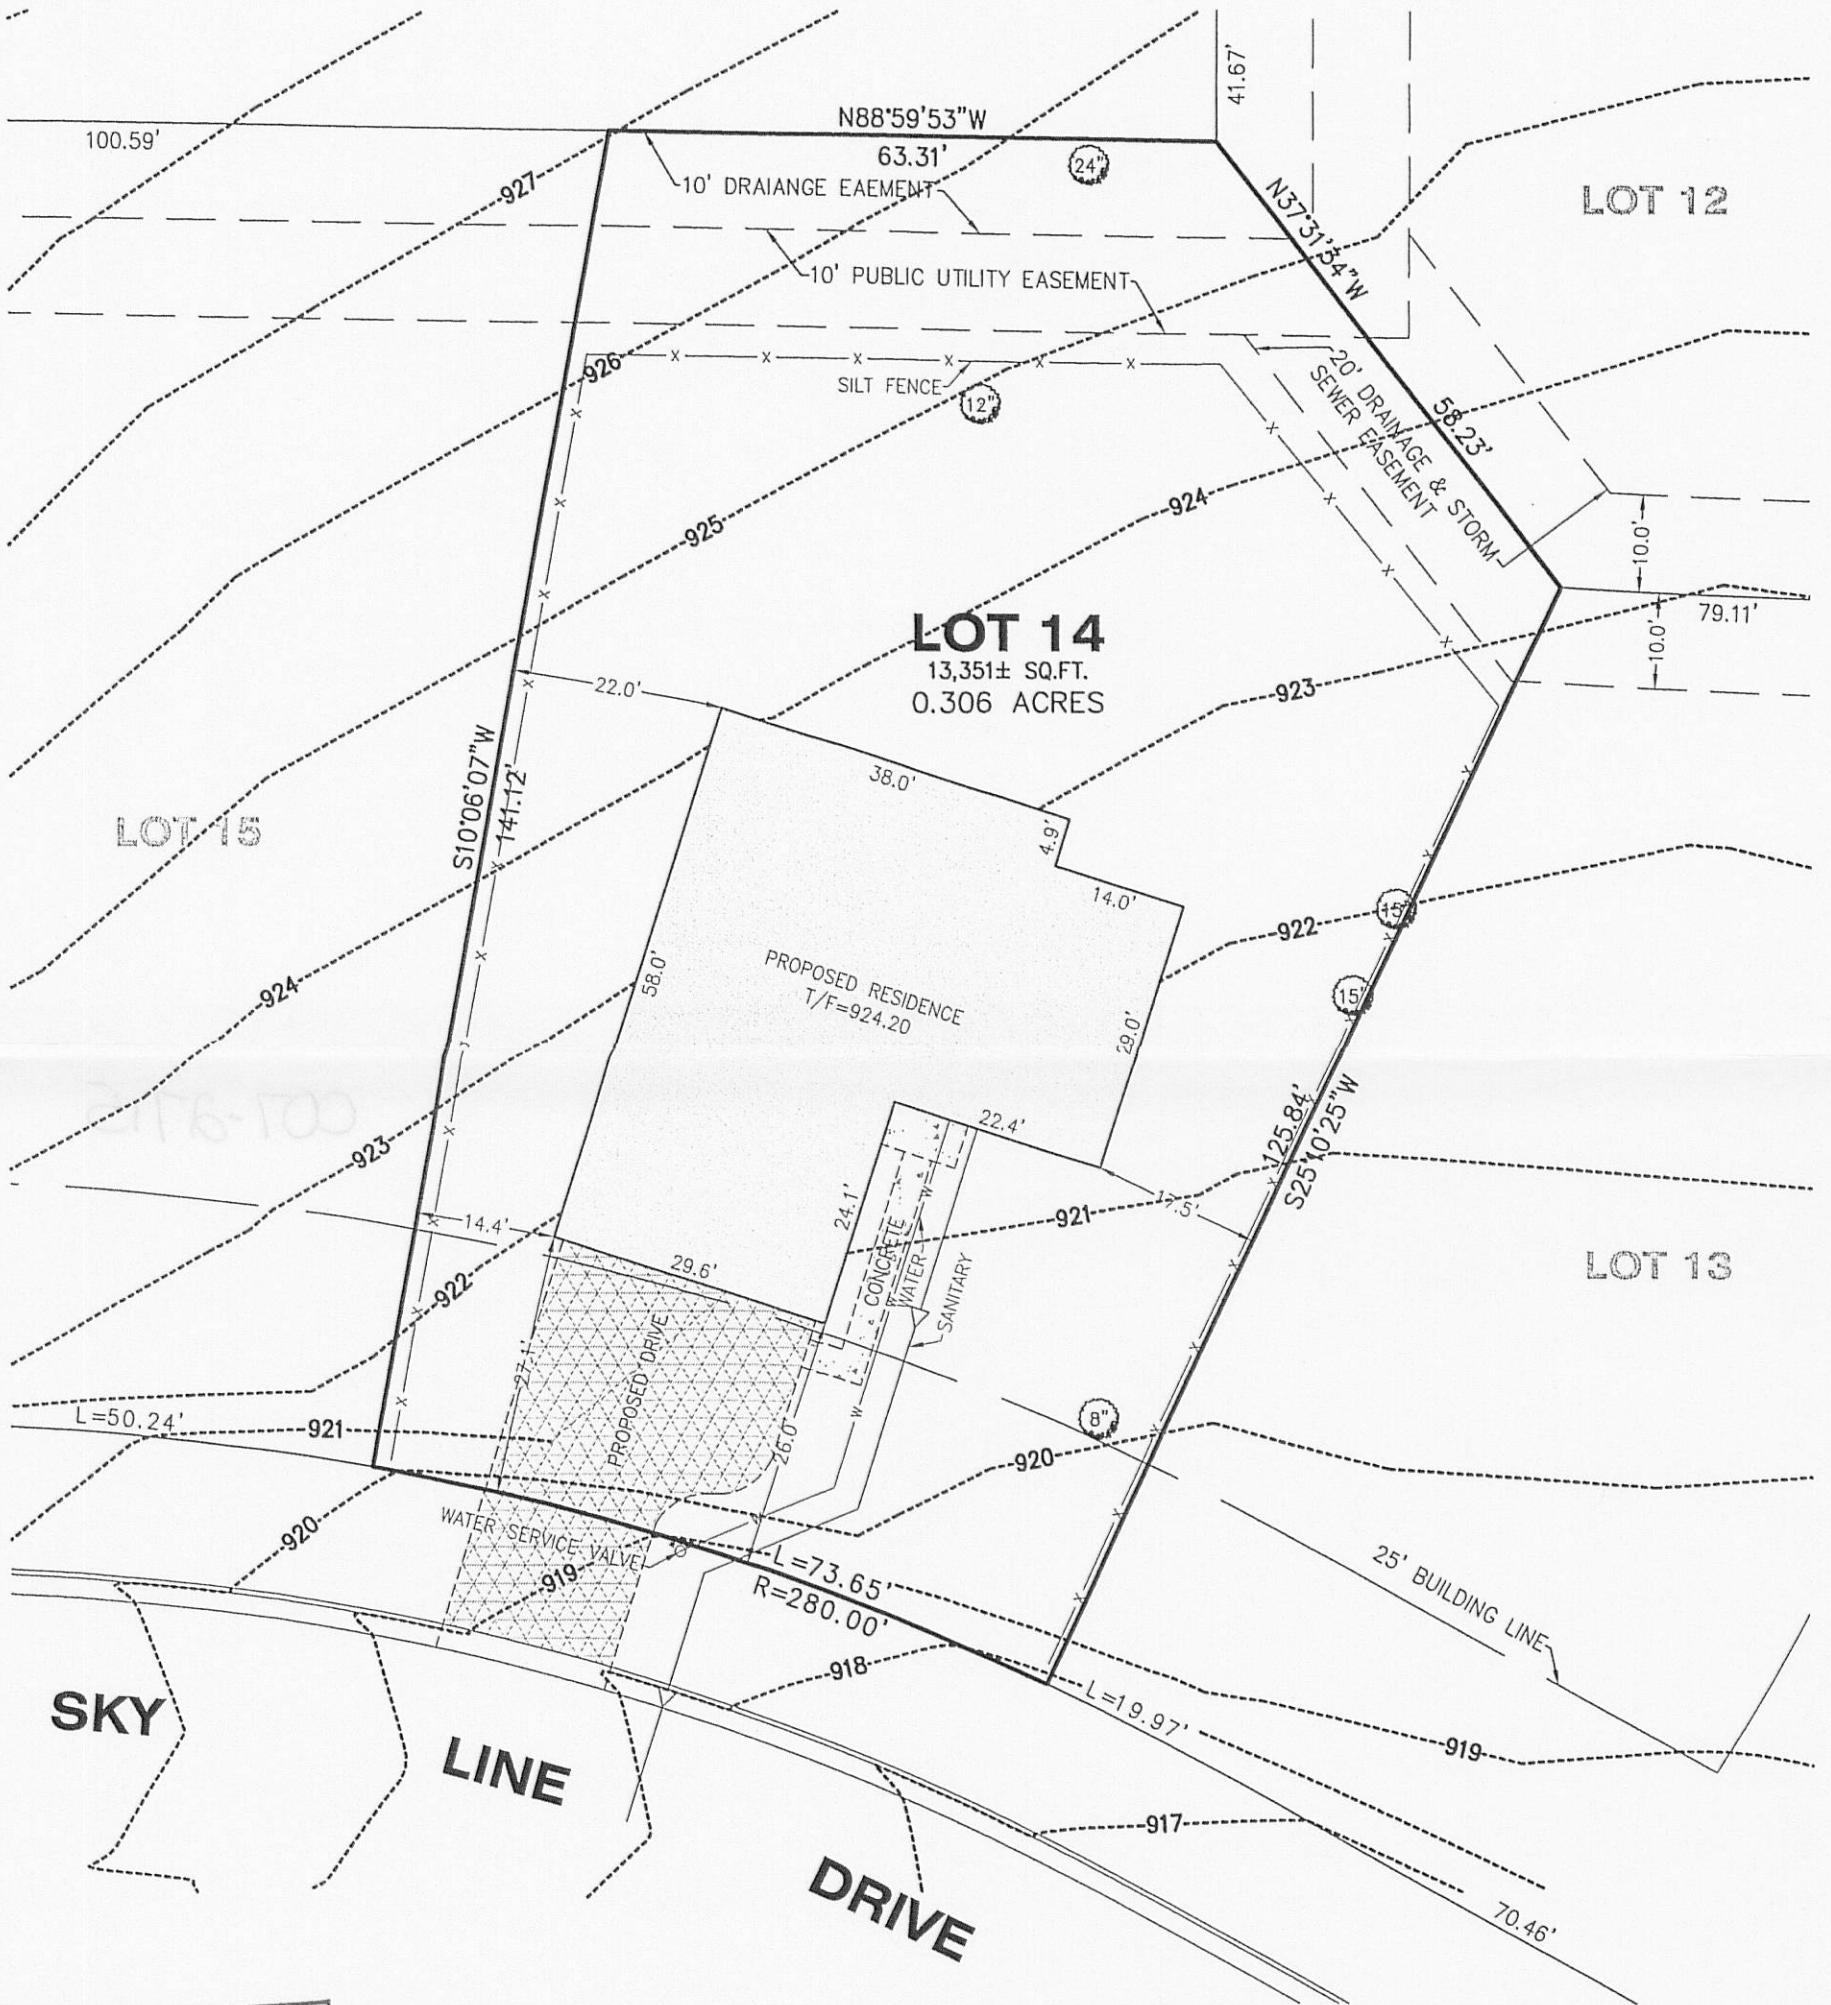 41.67'
N88°59'53"W
100.59'
63.31'
24"
10' DRAIANGE EAEMENT
927
N37°31'34"W
LOT 12
10' PUBLIC UTILITY EASEMENT
926
SILT FENCE
12"
20' DRAINAGE & STORM
SEWER EASEMENT
58.23'
925
924
10.0'
79.11'
10.0'
LOT 14
13,351± SQ.FT.
0.306 ACRES
22.0'
923
S10°06'07"W
141.12'
38.0'
LOT 15
4.9'
14.0'
15"
922
PROPOSED RESIDENCE
T/F=924.20
58.0'
924
15"
29.0'
125.84'
S25°10'25"W
22.4'
923
24.1'
17.5'
921
14.4'
29.6'
CONCRETE
WATER
SANITARY
LOT 13
922
27.1'
PROPOSED DRIVE
L=50.24'
921
26.0'
8"
920
920
WATER SERVICE VALVE
919
L=73.65'
R=280.00'
25' BUILDING LINE
918
L=19.97'
SKY
LINE
DRIVE
919
917
70.46'